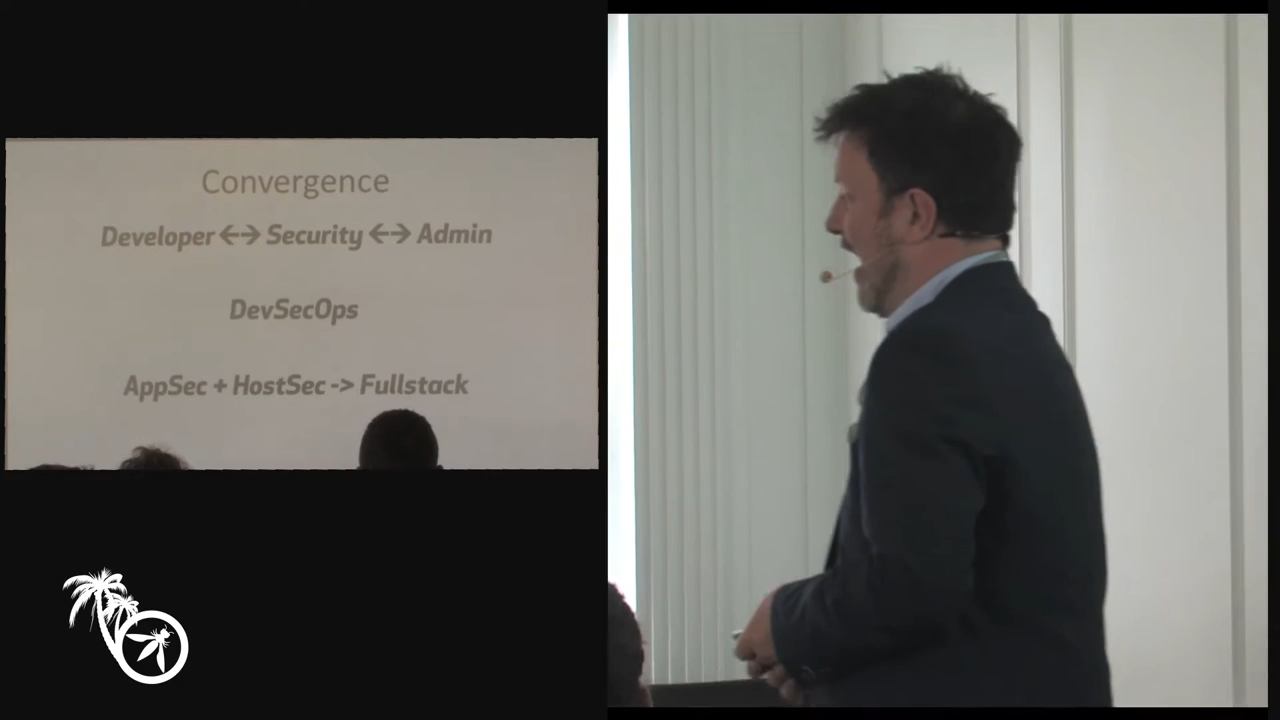 Convergence
Developer <-> Security <-> Admin
DevSecOps
AppSec + HostSec -> Fullstack